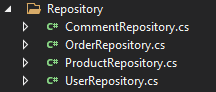 Repository
C# CommentRepository.cs
C# OrderRepository.cs
C# ProductRepository.cs
C# UserRepository.cs